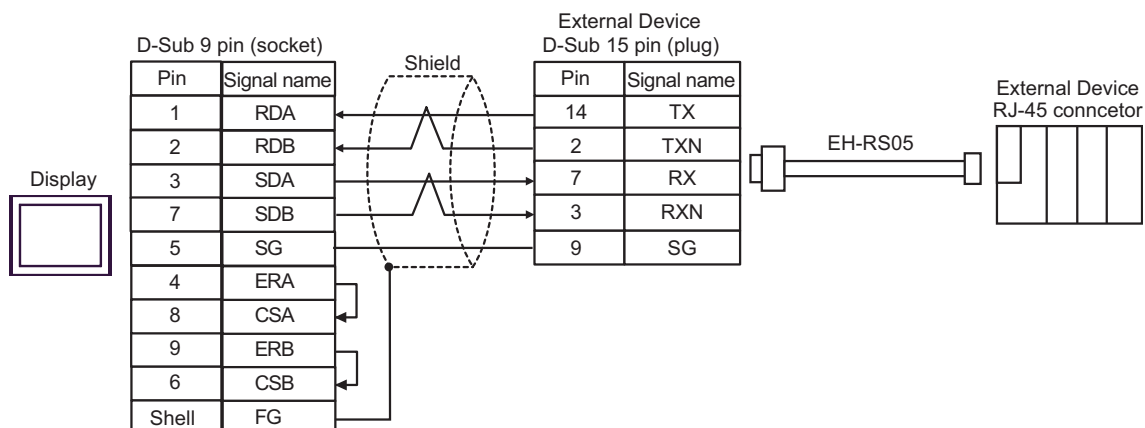 External Device
D-Sub 9 pin (socket) D-Sub 15 pin (plug)
Shield
Pin Signal name Pin Signal name
1 RDA 14 TX
2 RDB 2 TXN
3 SDA 7 RX
7 SDB 3 RXN
5 SG 9 SG
4 ERA
8 CSA
9 ERB
6 CSB
Shell FG
Display
EH-RS05
External Device
RJ-45 conncetor